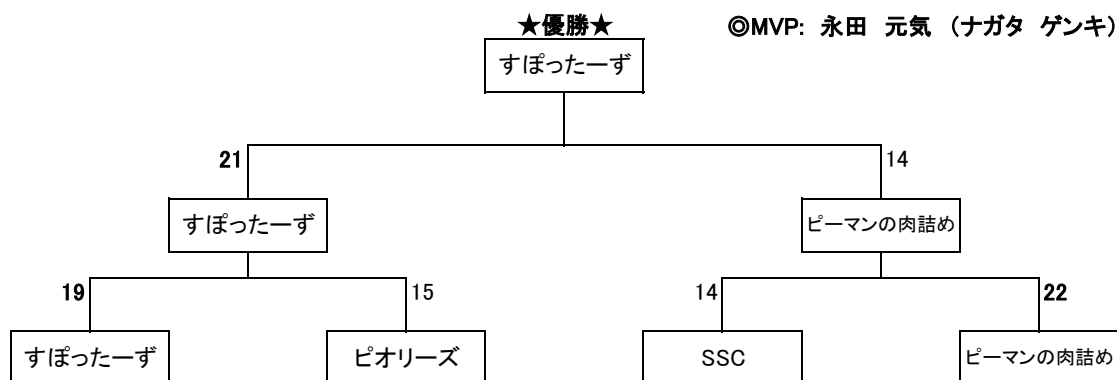 ★優勝★
◎MVP: 永田 元気 (ナガタ ゲンキ)
すぽったーず
21
14
すぽったーず
ピーマンの肉詰め
19
15
14
22
すぽったーず
ピオリーズ
SSC
ピーマンの肉詰め